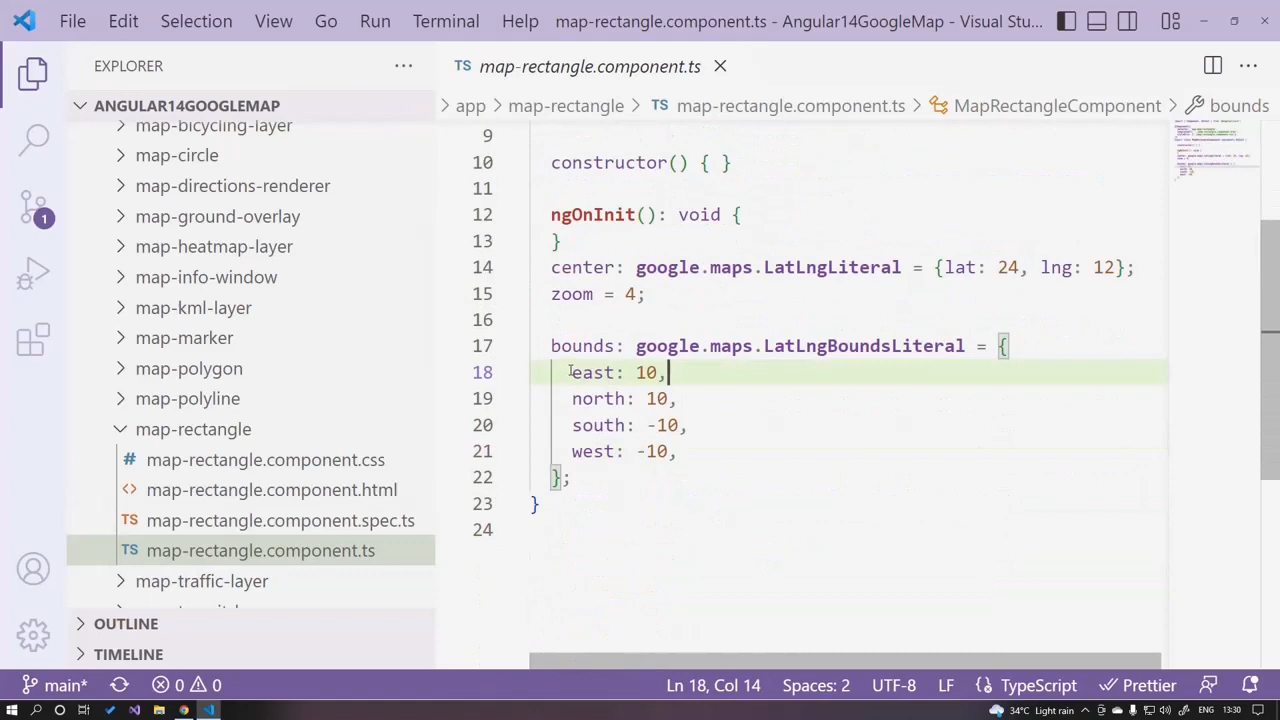 File Edit Selection View Go Run Terminal Help map-rectangle.component.ts - Angular14GoogleMap - Visual Stu...
EXPLORER
ANGULAR14GOOGLEMAP
map-bicycling-layer
map-circle
map-directions-renderer
map-ground-overlay
map-heatmap-layer
map-info-window
map-kml-layer
map-marker
map-polygon
map-polyline
map-rectangle
# map-rectangle.component.css
<> map-rectangle.component.html
TS map-rectangle.component.spec.ts
TS map-rectangle.component.ts
map-traffic-layer
OUTLINE
TIMELINE
1
TS map-rectangle.component.ts
> app > map-rectangle > TS map-rectangle.component.ts > MapRectangleComponent > bounds
9
10 constructor() { }
11
12 ngOnInit(): void {
13 }
14 center: google.maps.LatLngLiteral = {lat: 24, lng: 12};
15 zoom = 4;
16
17 bounds: google.maps.LatLngBoundsLiteral = {
18 east: 10,
19 north: 10,
20 south: -10,
21 west: -10,
22 };
23 }
24
main* 0 0 Ln 18, Col 14 Spaces: 2 UTF-8 LF {} TypeScript Prettier
34°C Light rain ENG 13:30